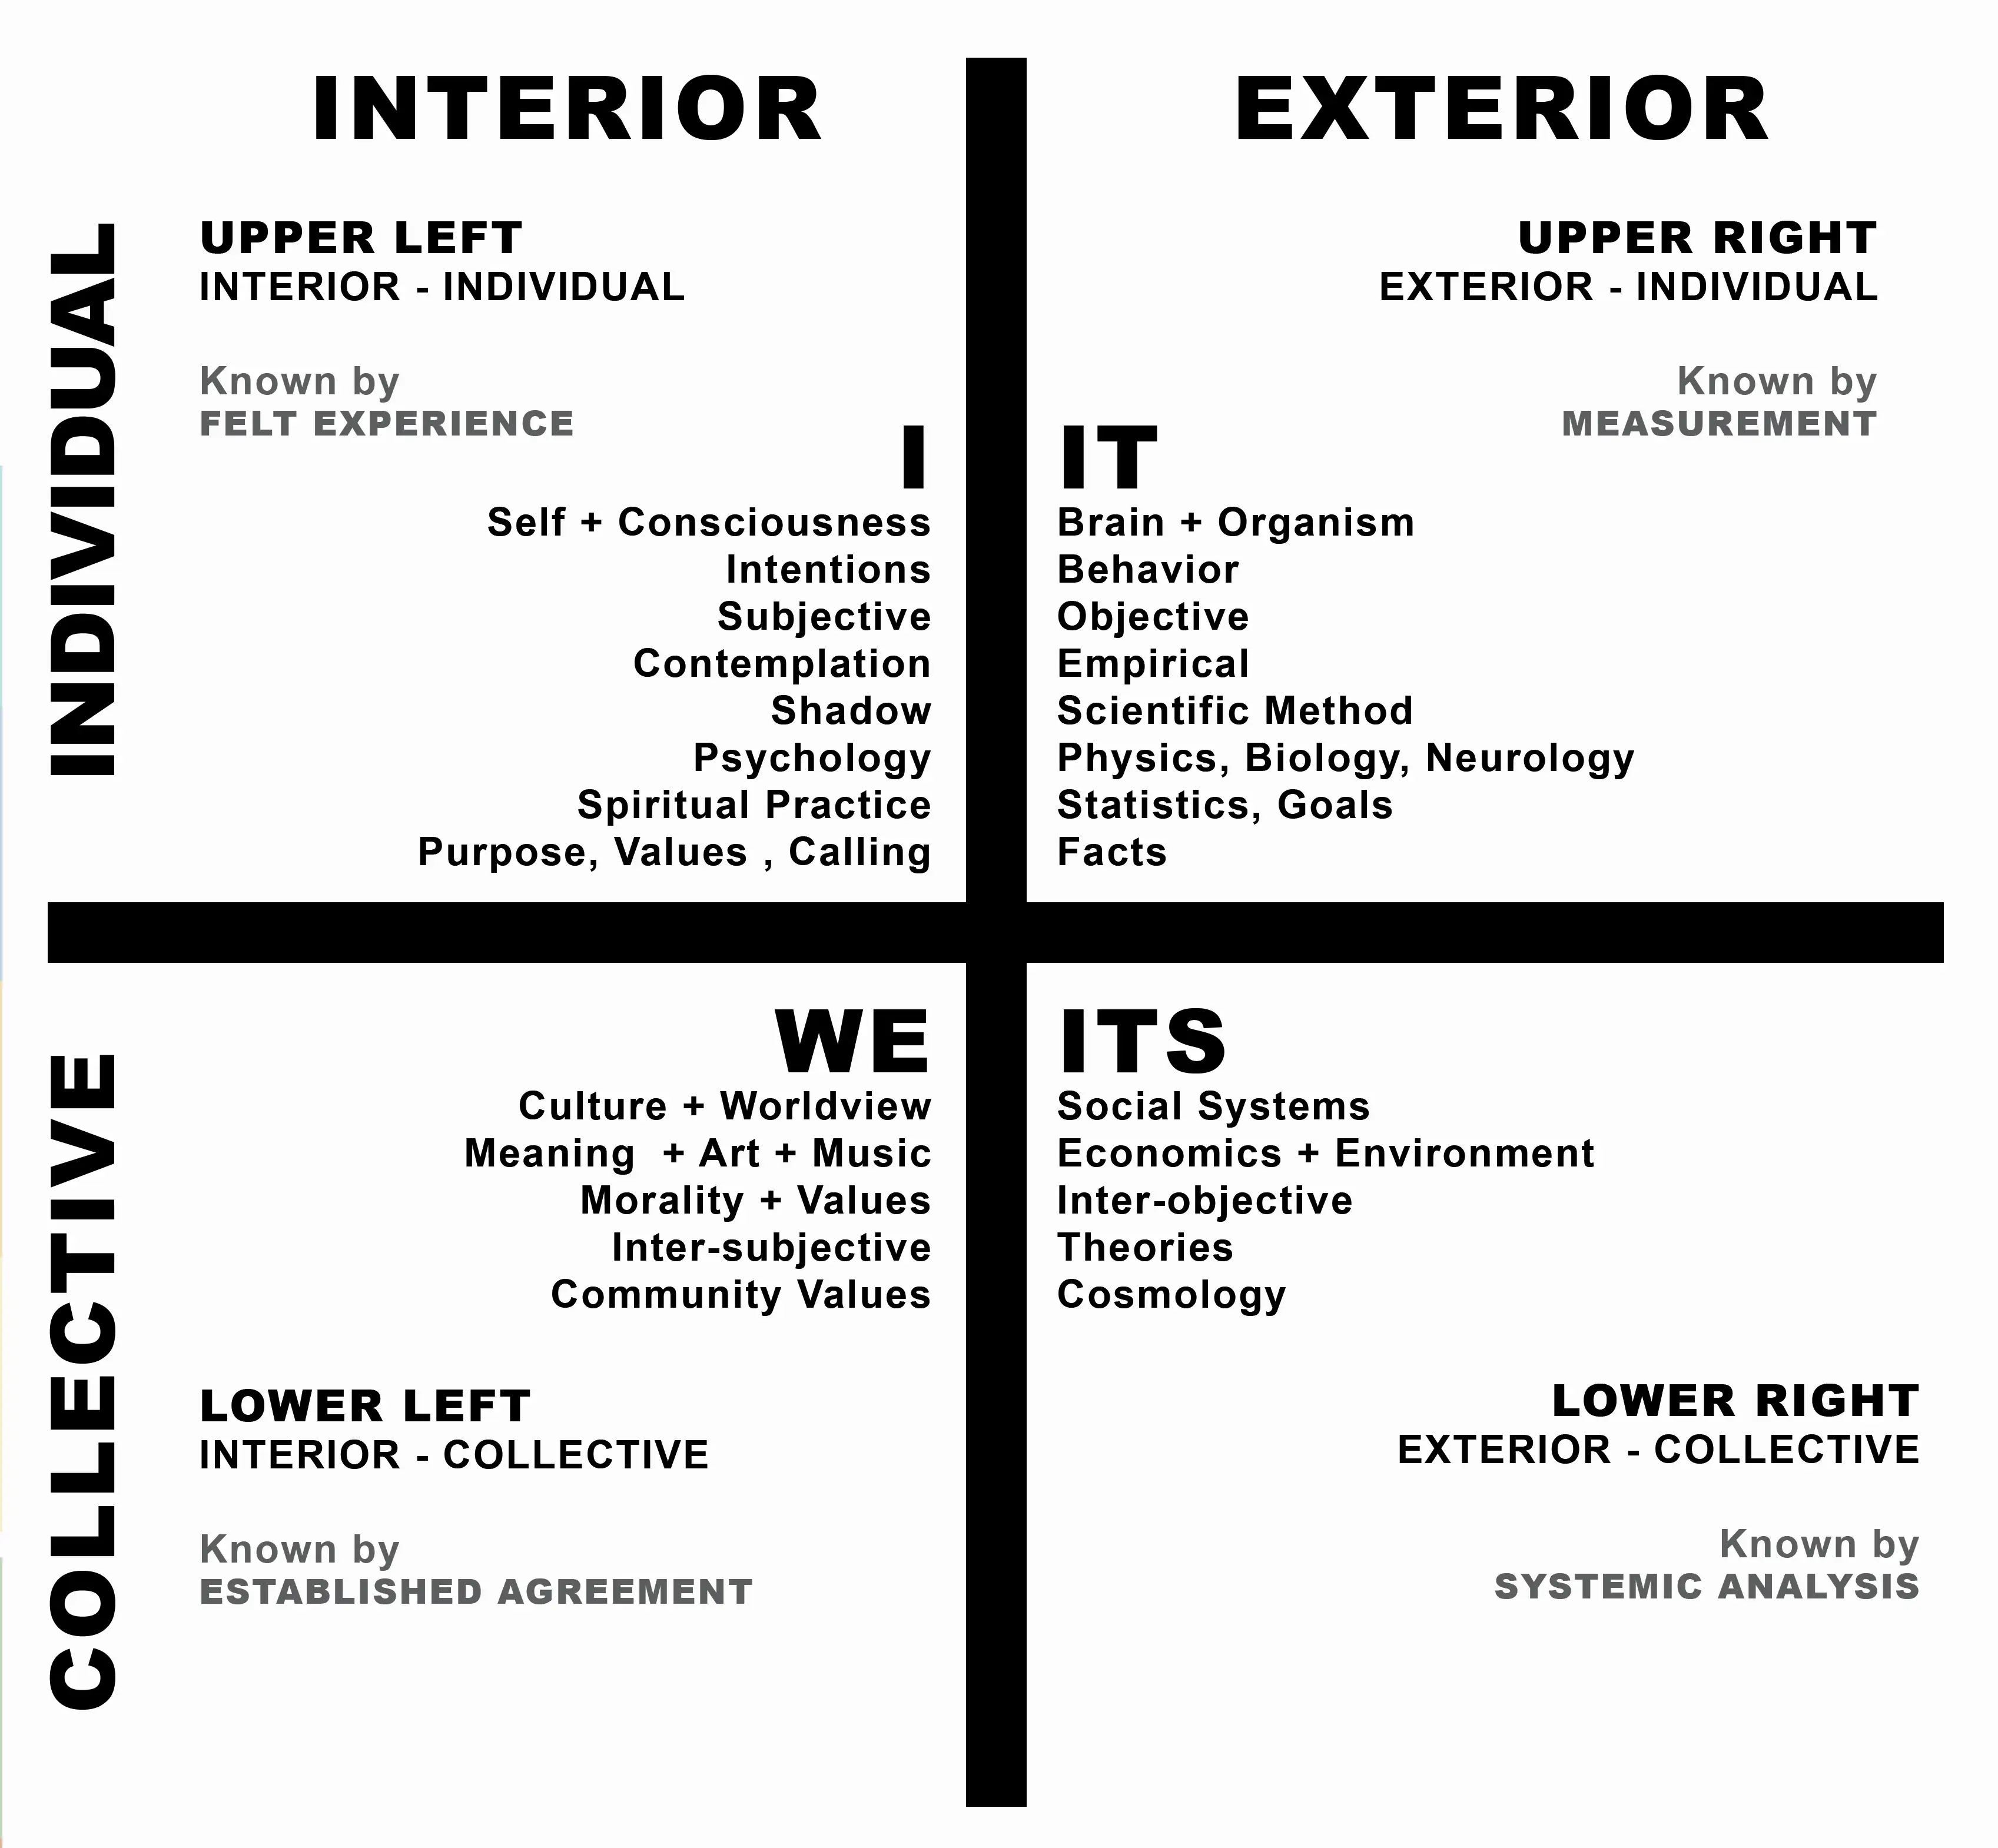 INTERIOR
EXTERIOR
INDIVIDUAL
UPPER LEFT
INTERIOR - INDIVIDUAL
Known by
FELT EXPERIENCE
I
Self + Consciousness
Intentions
Subjective
Contemplation
Shadow
Psychology
Spiritual Practice
Purpose, Values , Calling
UPPER RIGHT
EXTERIOR - INDIVIDUAL
Known by
MEASUREMENT
IT
Brain + Organism
Behavior
Objective
Empirical
Scientific Method
Physics, Biology, Neurology
Statistics, Goals
Facts
COLLECTIVE
WE
Culture + Worldview
Meaning  + Art + Music
Morality + Values
Inter-subjective
Community Values
LOWER LEFT
INTERIOR - COLLECTIVE
Known by
ESTABLISHED AGREEMENT
ITS
Social Systems
Economics + Environment
Inter-objective
Theories
Cosmology
LOWER RIGHT
EXTERIOR - COLLECTIVE
Known by
SYSTEMIC ANALYSIS